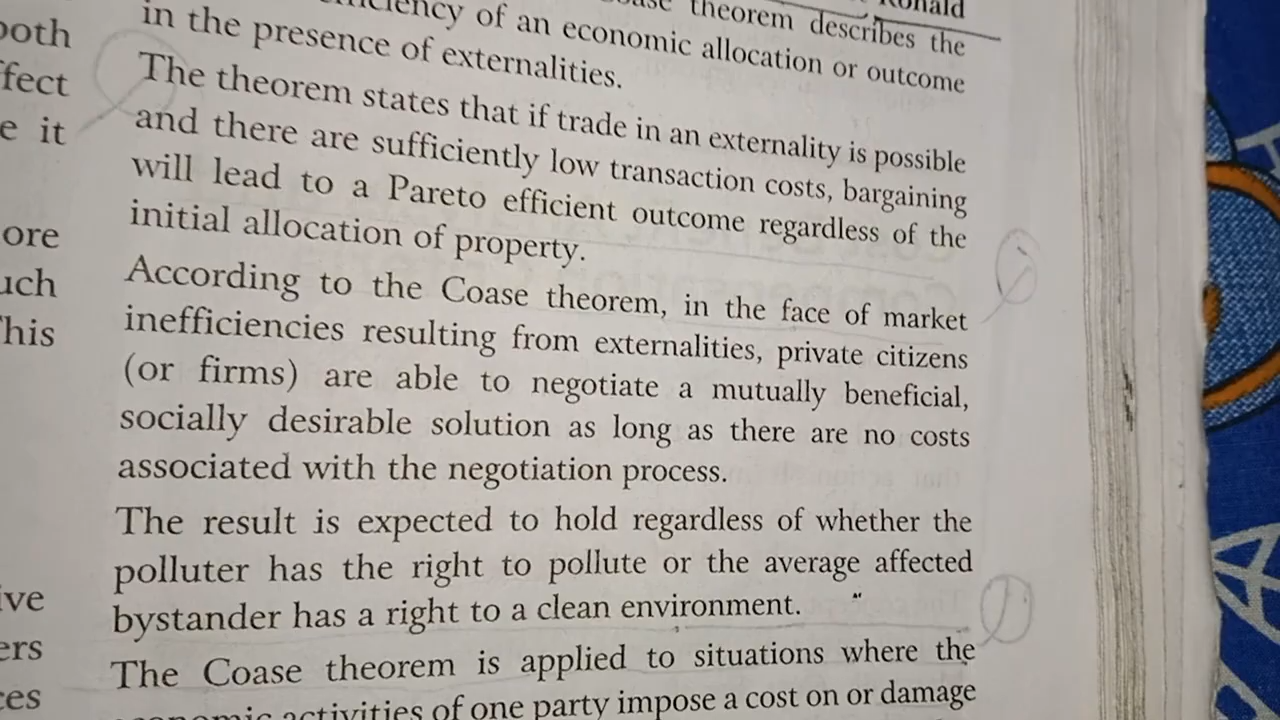 both
ffect
e it
ore
uch
This
ive
ers
ces
Ronald
theorem describes the
of an economic allocation or outcome
in the presence of externalities.
The theorem states that if trade in an externality is possible
and there are sufficiently low transaction costs, bargaining
will lead to a Pareto efficient outcome regardless of the
initial allocation of property.
According to the Coase theorem, in the face of market
inefficiencies resulting from externalities, private citizens
(or firms) are able to negotiate a mutually beneficial,
socially desirable solution as long as there are no costs
associated with the negotiation process.
The result is expected to hold regardless of whether the
polluter has the right to pollute or the average affected
bystander has a right to a clean environment.
The Coase theorem is applied to situations where the
activities of one party impose a cost on or damage